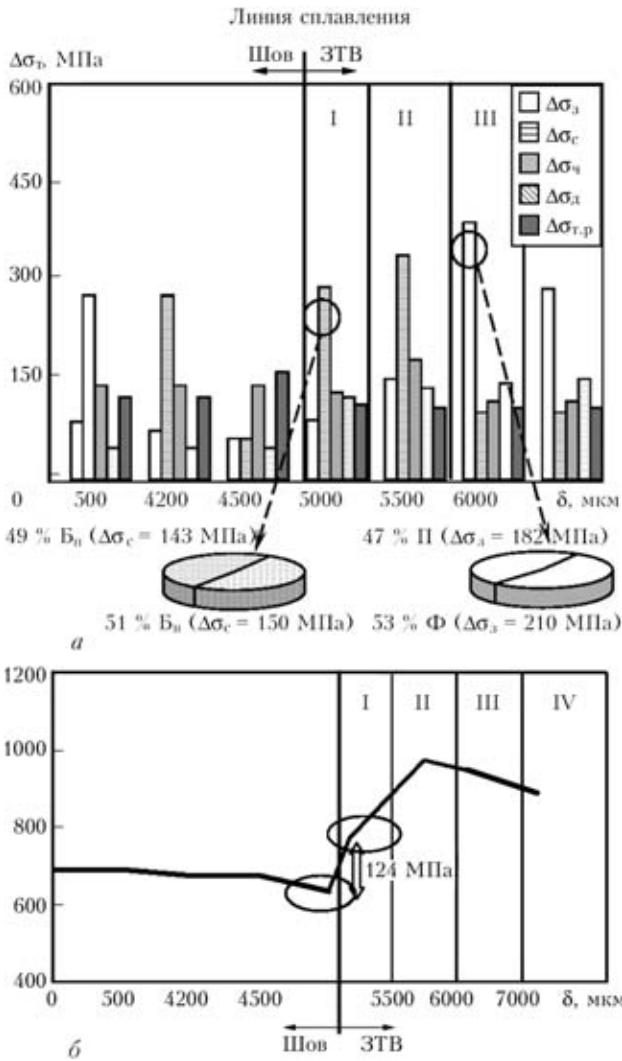 Линия сплавления
Шов ЗТВ
Δσт, МПа
600
450
300
150
0
I II III
Δσз
Δσс
Δσч
Δσд
Δσт.р
500 4200 4500 5000 5500 6000 δ, мкм
49 % Бн (Δσс = 143 МПа) 47 % П (Δσз = 182 МПа)
51 % Бн (Δσс = 150 МПа) 53 % Ф (Δσз = 210 МПа)
а
1200
1000
800
600
400
I II III IV
124 МПа
0 500 4200 4500 5500 6000 7000 δ, мкм
Шов ЗТВ
б